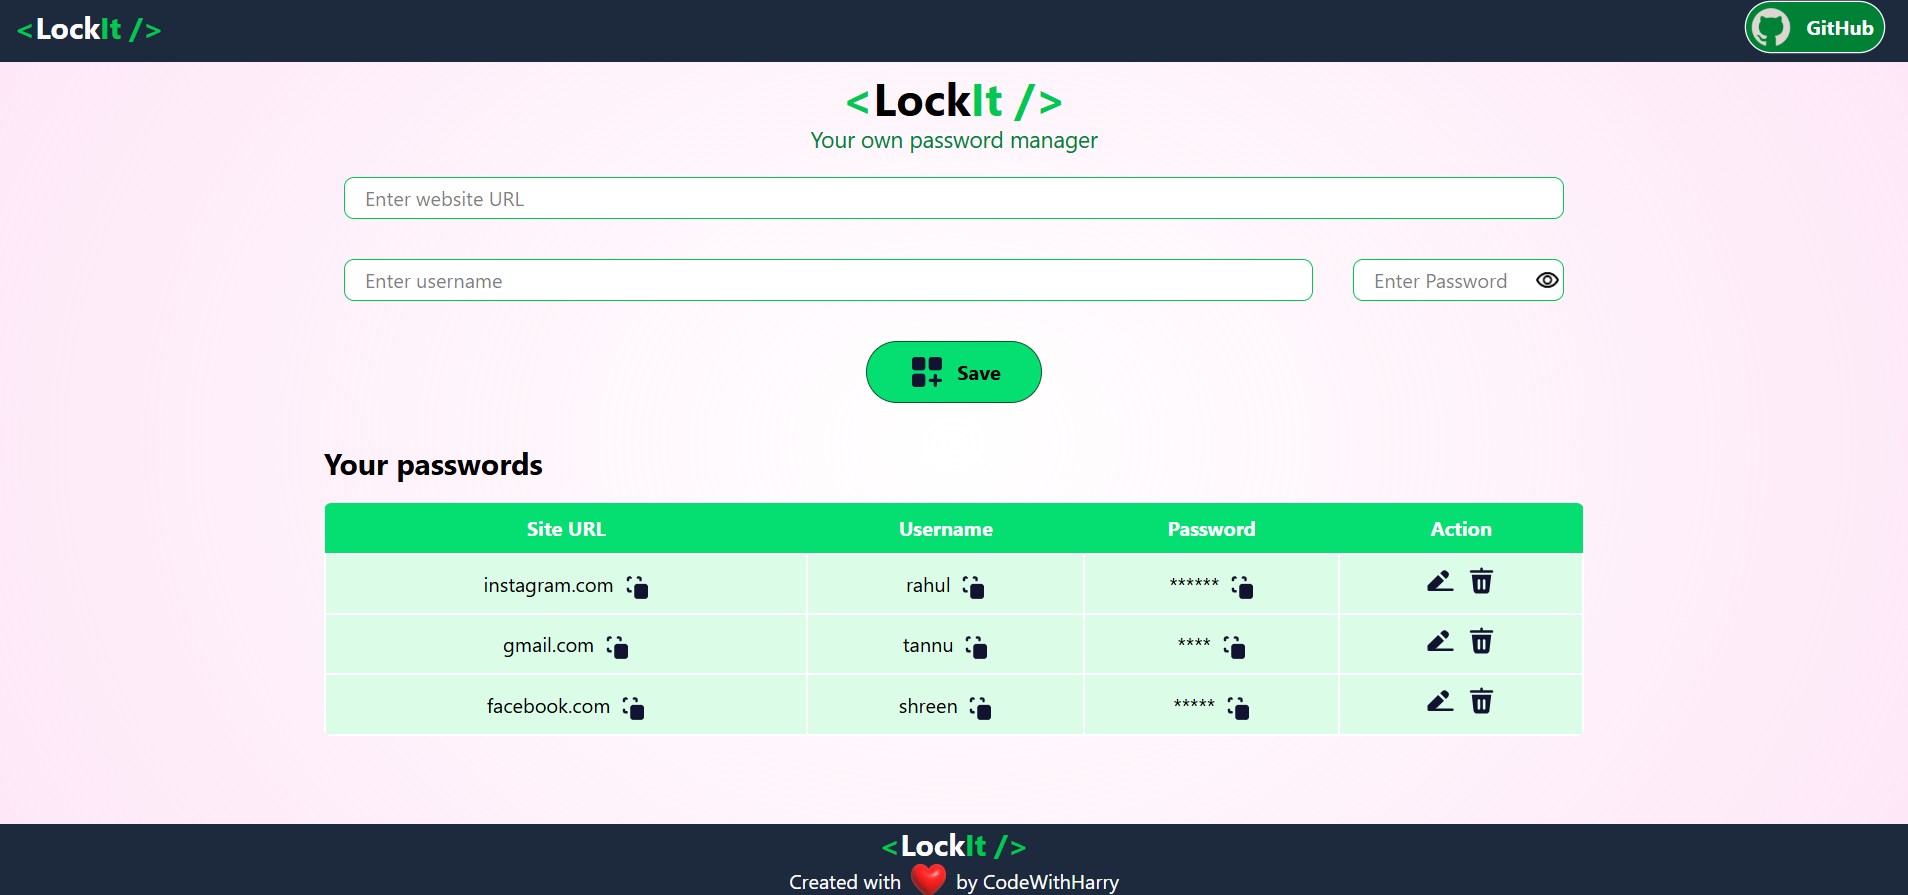 <LockIt />
GitHub
<LockIt />
Your own password manager
Enter website URL
Enter username
Enter Password
Save
Your passwords
Site URL Username Password Action
instagram.com rahul ******
gmail.com tannu ****
facebook.com shreen *****
<LockIt />
Created with ❤️ by CodeWithHarry